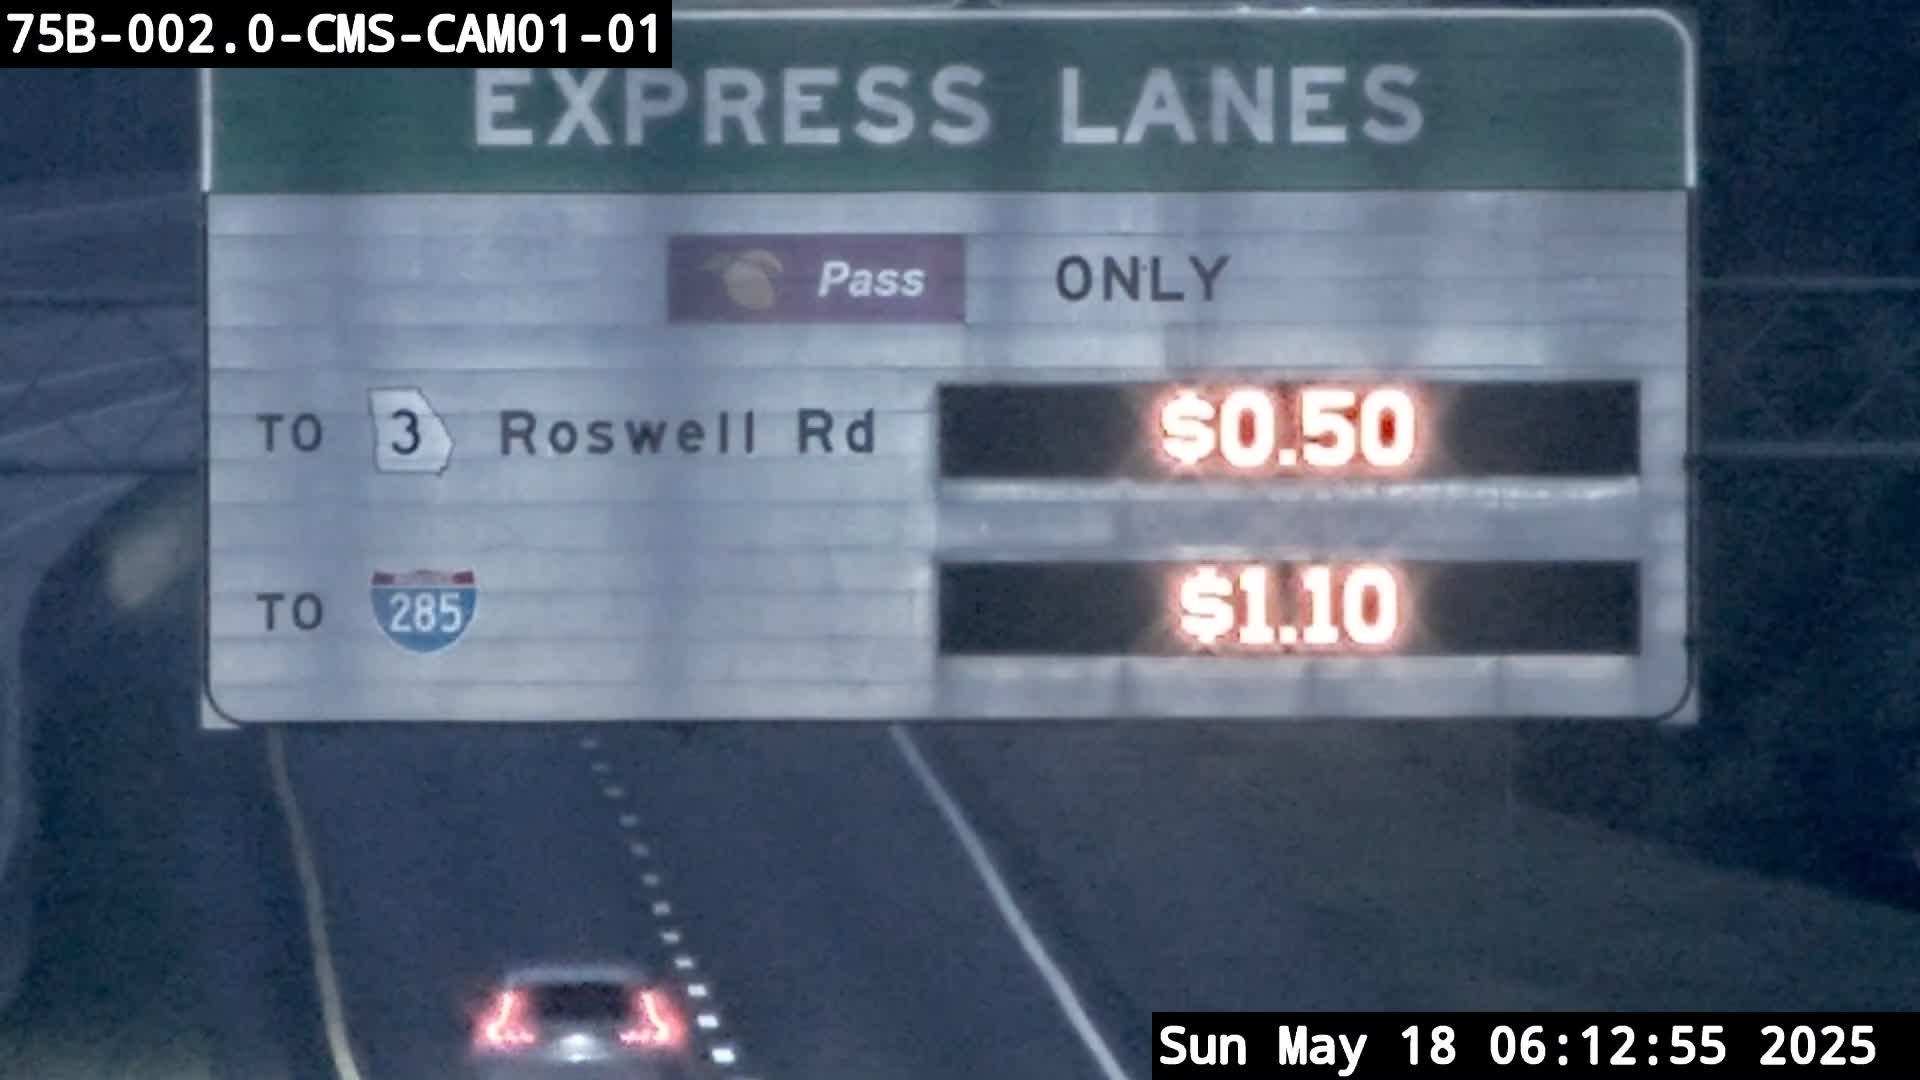 75B-002.0-CMS-CAM01-01
EXPRESS LANES
Pass ONLY
TO 3 Roswell Rd $0.50
TO 285 $1.10
Sun May 18 06:12:55 2025